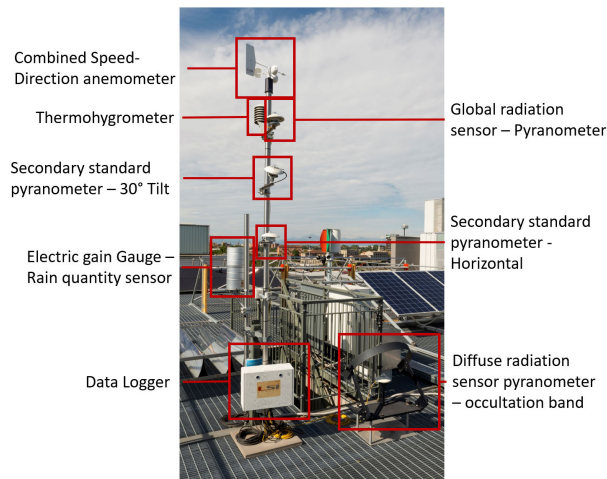 Combined Speed-
Direction anemometer
Thermohygrometer
Secondary standard
pyranometer – 30° Tilt
Electric gain Gauge –
Rain quantity sensor
Data Logger
Global radiation
sensor – Pyranometer
Secondary standard
pyranometer -
Horizontal
Diffuse radiation
sensor pyranometer
– occultation band